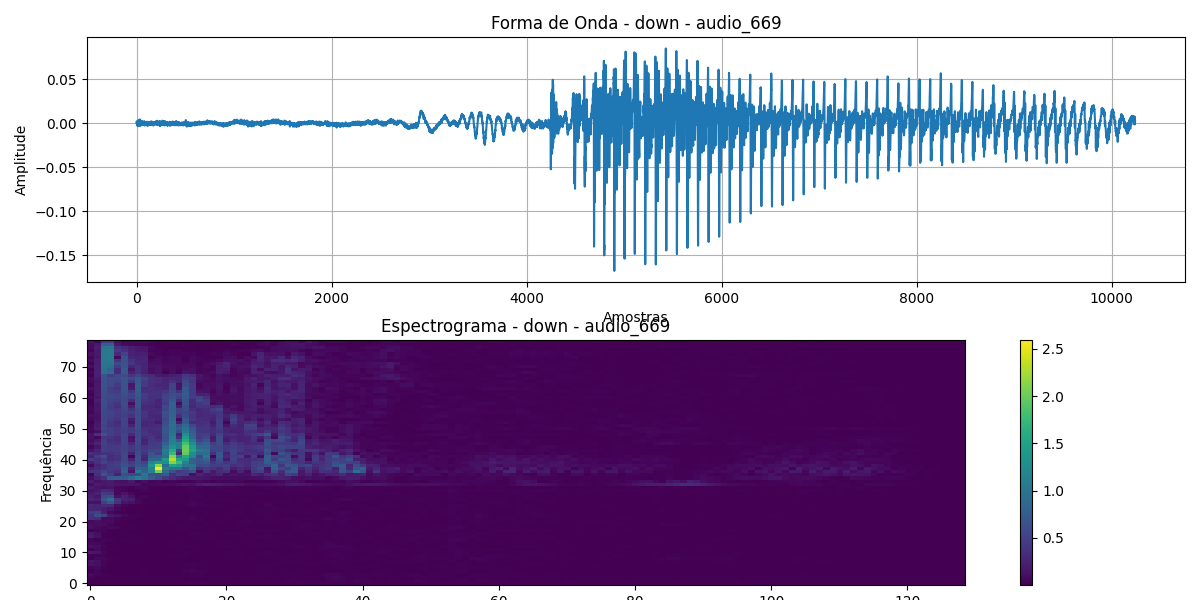 Forma de Onda - down - audio_669
Amplitude
0.05
0.00
−0.05
−0.10
−0.15
0 2000 4000 6000 8000 10000
Amostras
Espectrograma - down - audio_669
Frequência
70
60
50
40
30
20
10
0
0 20 40 60 80 100 120
2.5
2.0
1.5
1.0
0.5